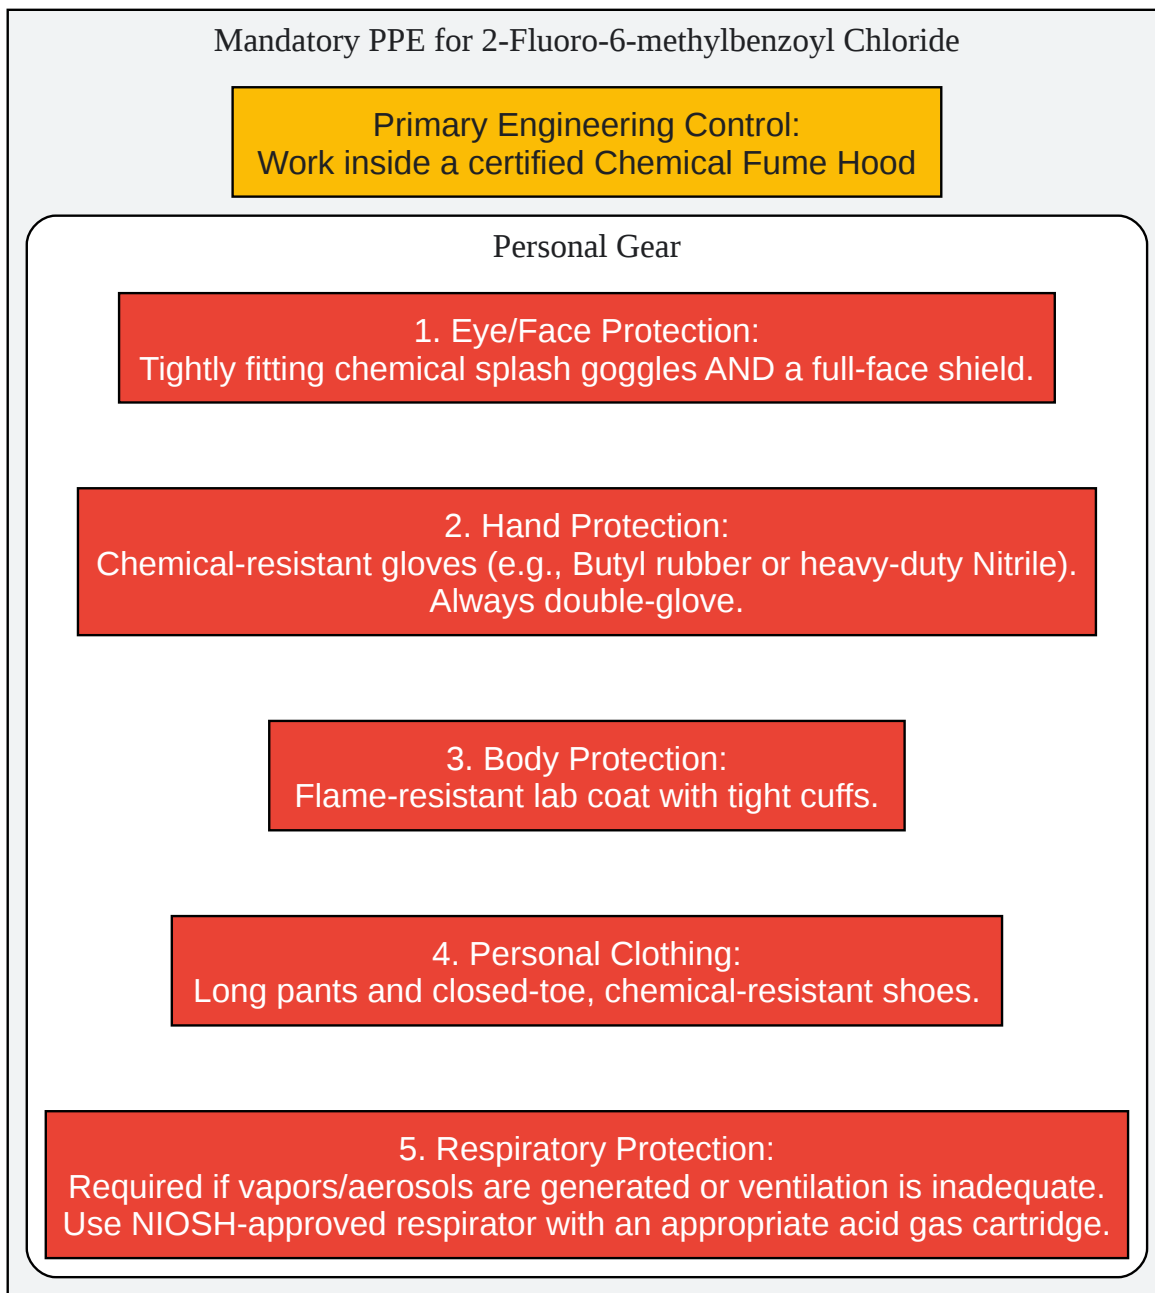 Mandatory PPE for 2-Fluoro-6-methylbenzoyl Chloride
Primary Engineering Control:
Work inside a certified Chemical Fume Hood
Personal Gear
1. Eye/Face Protection:
Tightly fitting chemical splash goggles AND a full-face shield.
2. Hand Protection:
Chemical-resistant gloves (e.g., Butyl rubber or heavy-duty Nitrile).
Always double-glove.
3. Body Protection:
Flame-resistant lab coat with tight cuffs.
4. Personal Clothing:
Long pants and closed-toe, chemical-resistant shoes.
5. Respiratory Protection:
Required if vapors/aerosols are generated or ventilation is inadequate.
Use NIOSH-approved respirator with an appropriate acid gas cartridge.